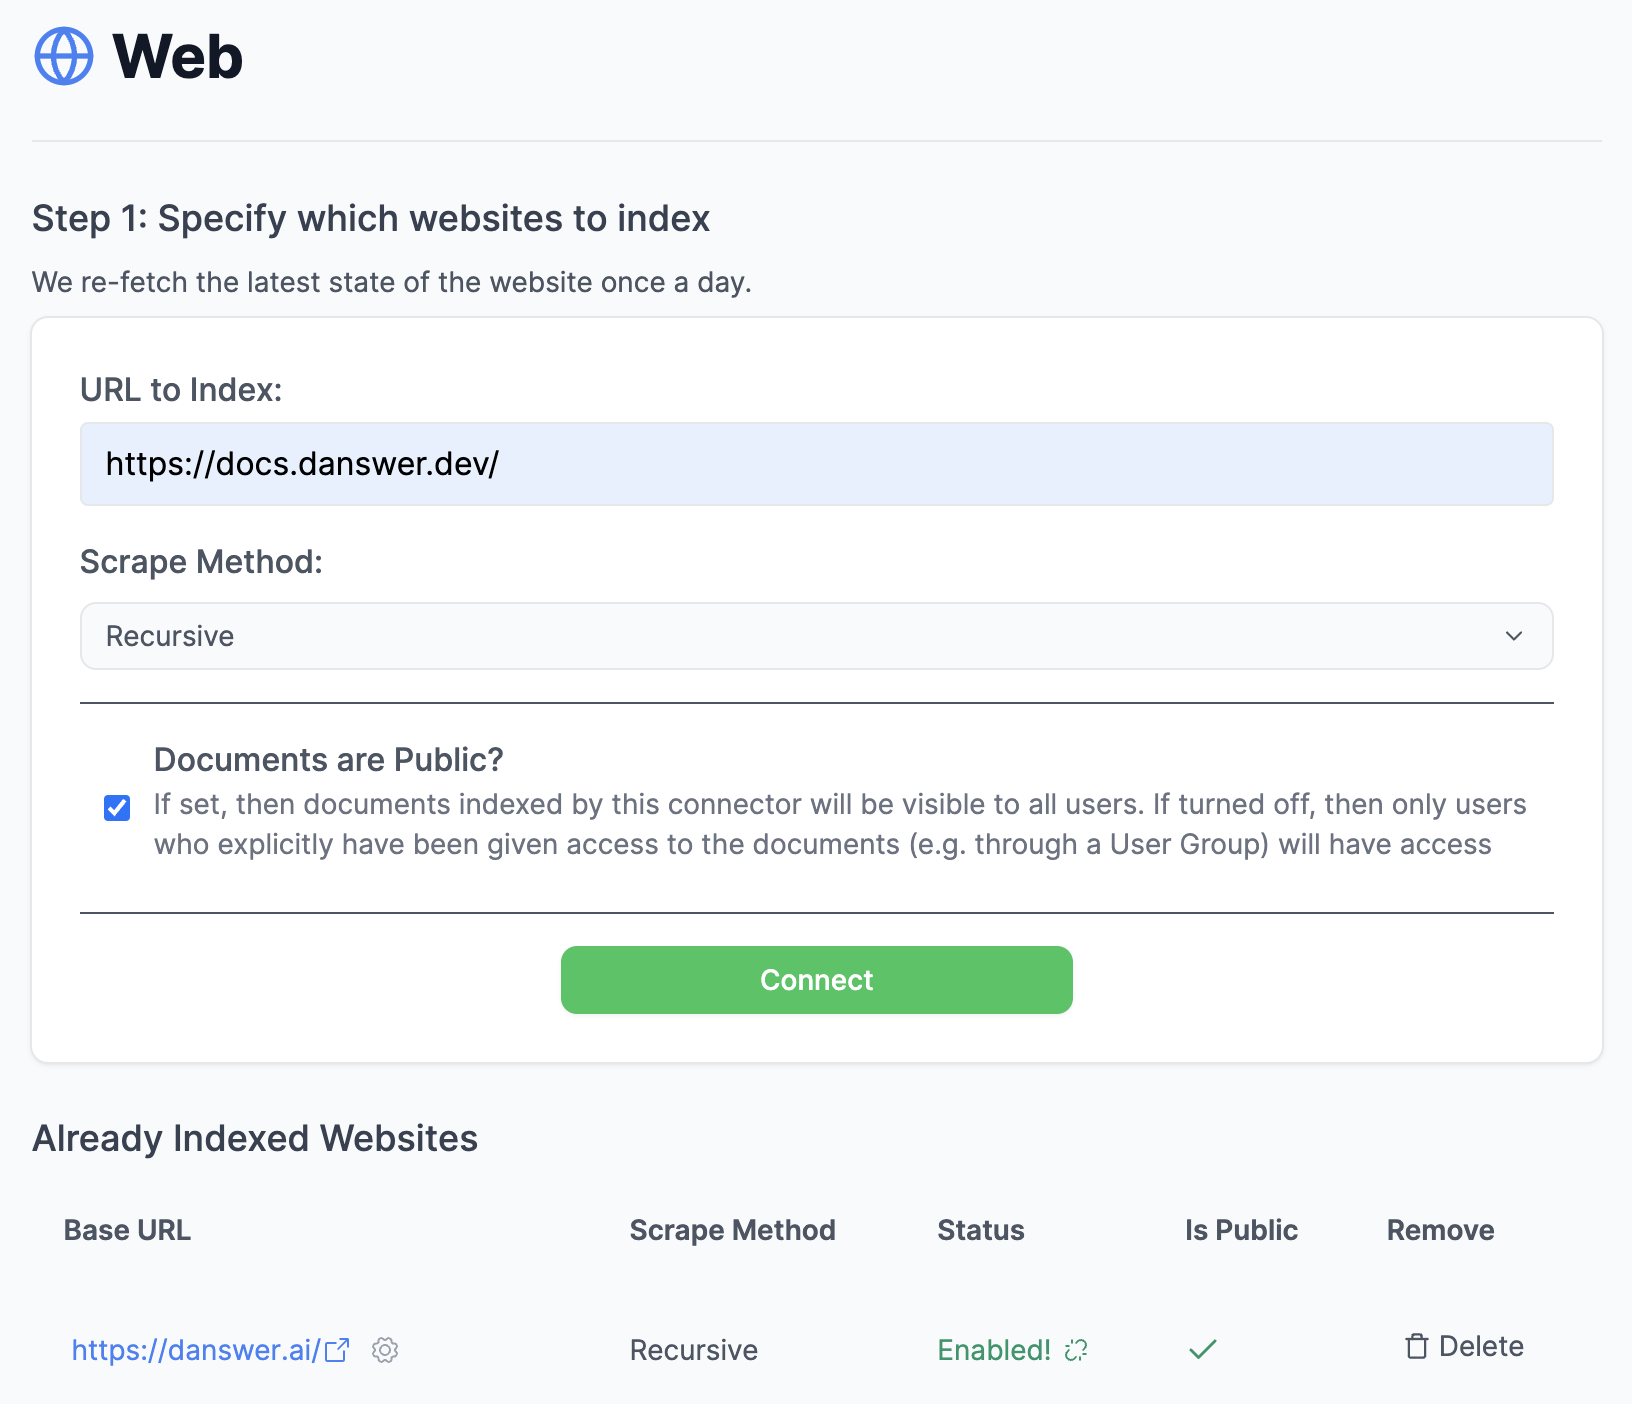 Web
Step 1: Specify which websites to index
We re-fetch the latest state of the website once a day.
URL to Index:
https://docs.danswer.dev/
Scrape Method:
Recursive
Documents are Public?
If set, then documents indexed by this connector will be visible to all users. If turned off, then only users
who explicitly have been given access to the documents (e.g. through a User Group) will have access
Connect
Already Indexed Websites
Base URL Scrape Method Status Is Public Remove
https://danswer.ai/ Recursive Enabled! Delete